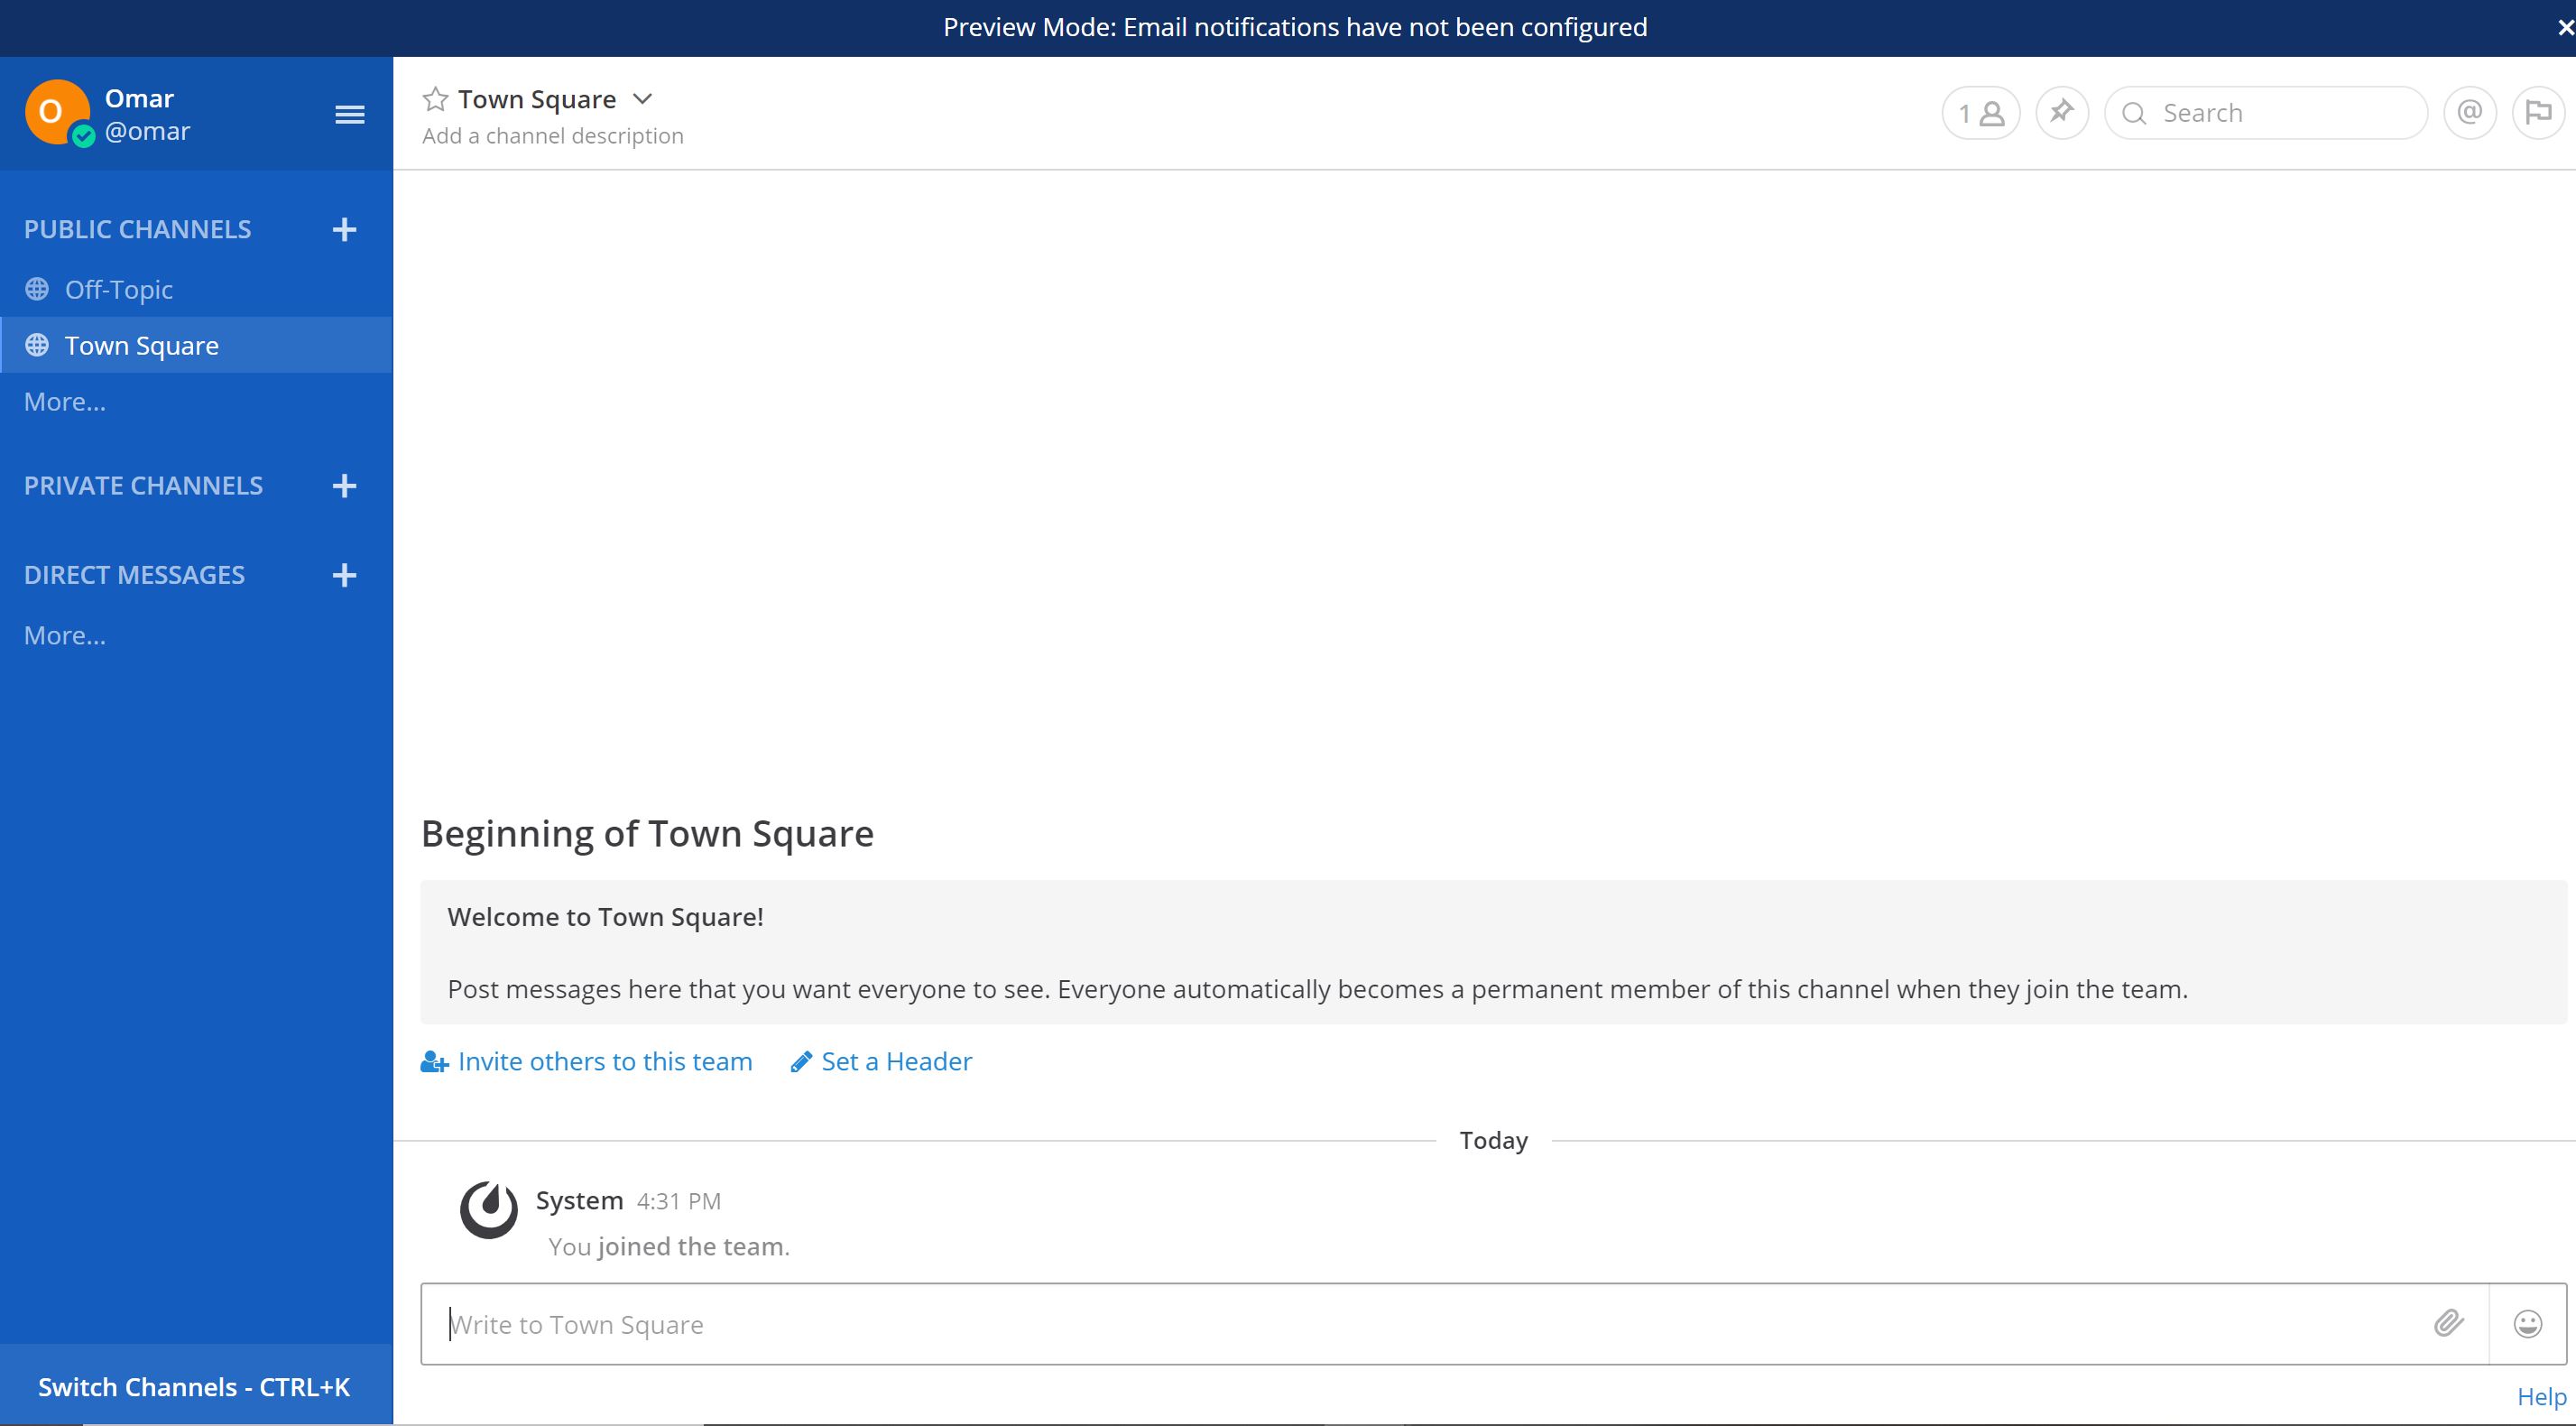 Preview Mode: Email notifications have not been configured
O
Omar
@omar
PUBLIC CHANNELS
Off-Topic
Town Square
More...
PRIVATE CHANNELS
DIRECT MESSAGES
More...
Switch Channels - CTRL+K
Town Square
Add a channel description
1
Search
@
Beginning of Town Square
Welcome to Town Square!
Post messages here that you want everyone to see. Everyone automatically becomes a permanent member of this channel when they join the team.
Invite others to this team Set a Header
Today
System 4:31 PM
You joined the team.
Write to Town Square
Help